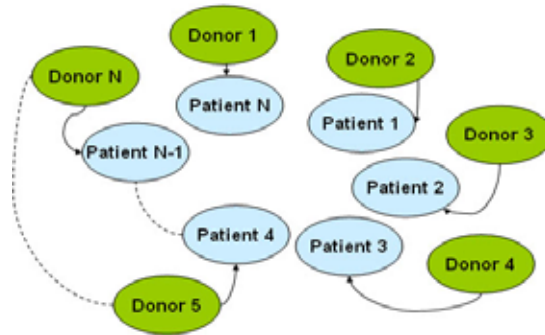 Donor 1
Donor 2
Donor N
Patient N
Patient 1
Donor 3
Patient N-1
Patient 2
Patient 4
Patient 3
Donor 4
Donor 5